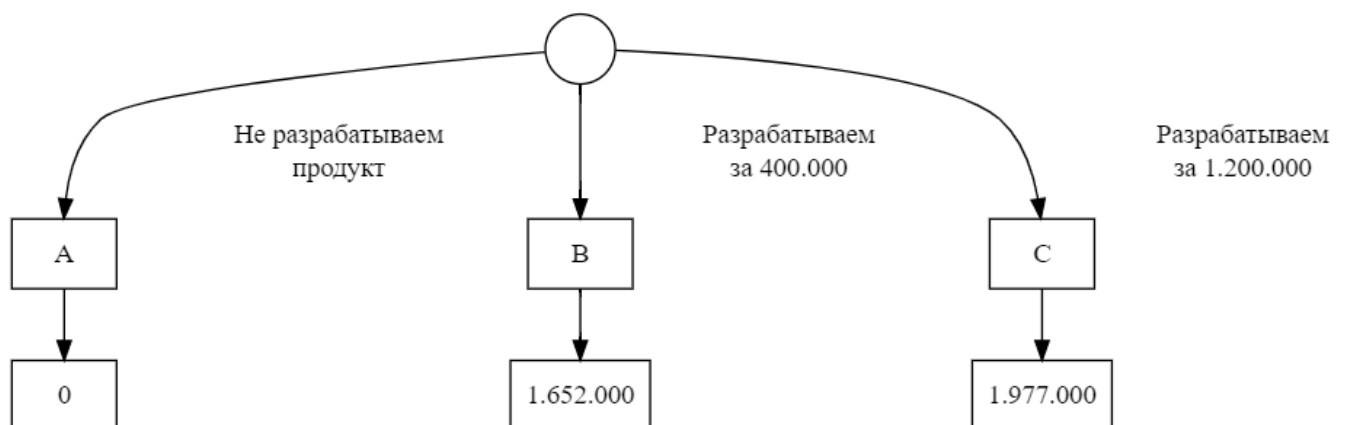 Не разрабатываем
продукт
Разрабатываем
за 400.000
Разрабатываем
за 1.200.000
A
B
C
0
1.652.000
1.977.000